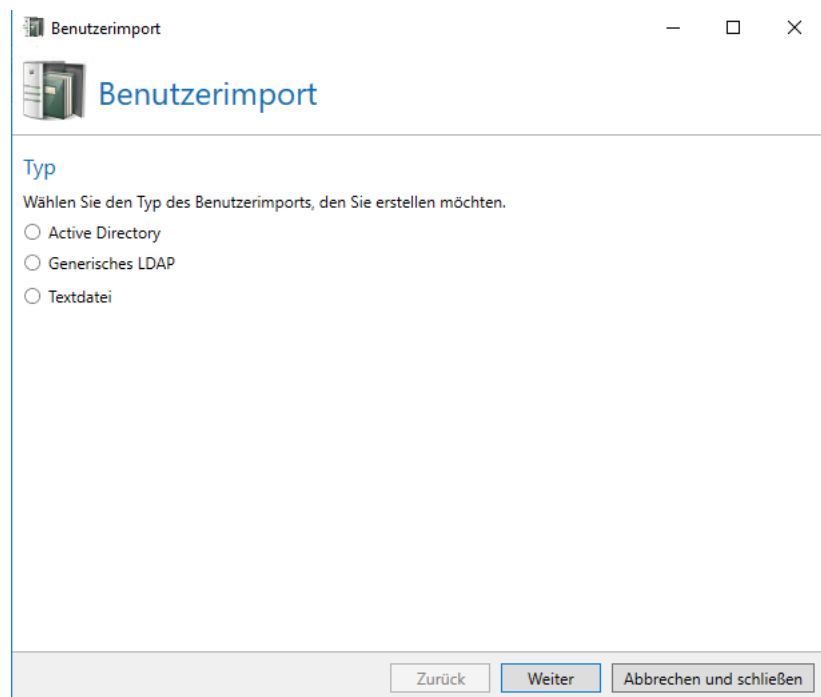 Benutzerimport
Benutzerimport
Typ
Wählen Sie den Typ des Benutzerimports, den Sie erstellen möchten.
Active Directory
Generisches LDAP
Textdatei
Zurück Weiter Abbrechen und schließen